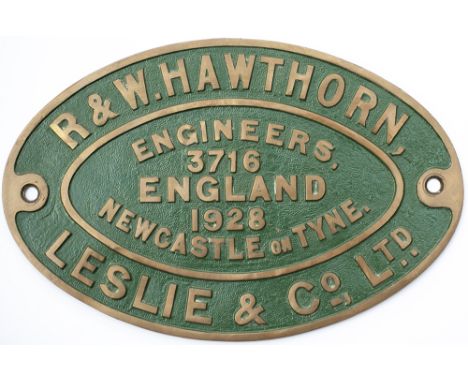 R & W. HAWTHORN,
ENGINEERS,
3716
ENGLAND
1928
NEWCASTLE ON TYNE.
LESLIE & Co., LTD.